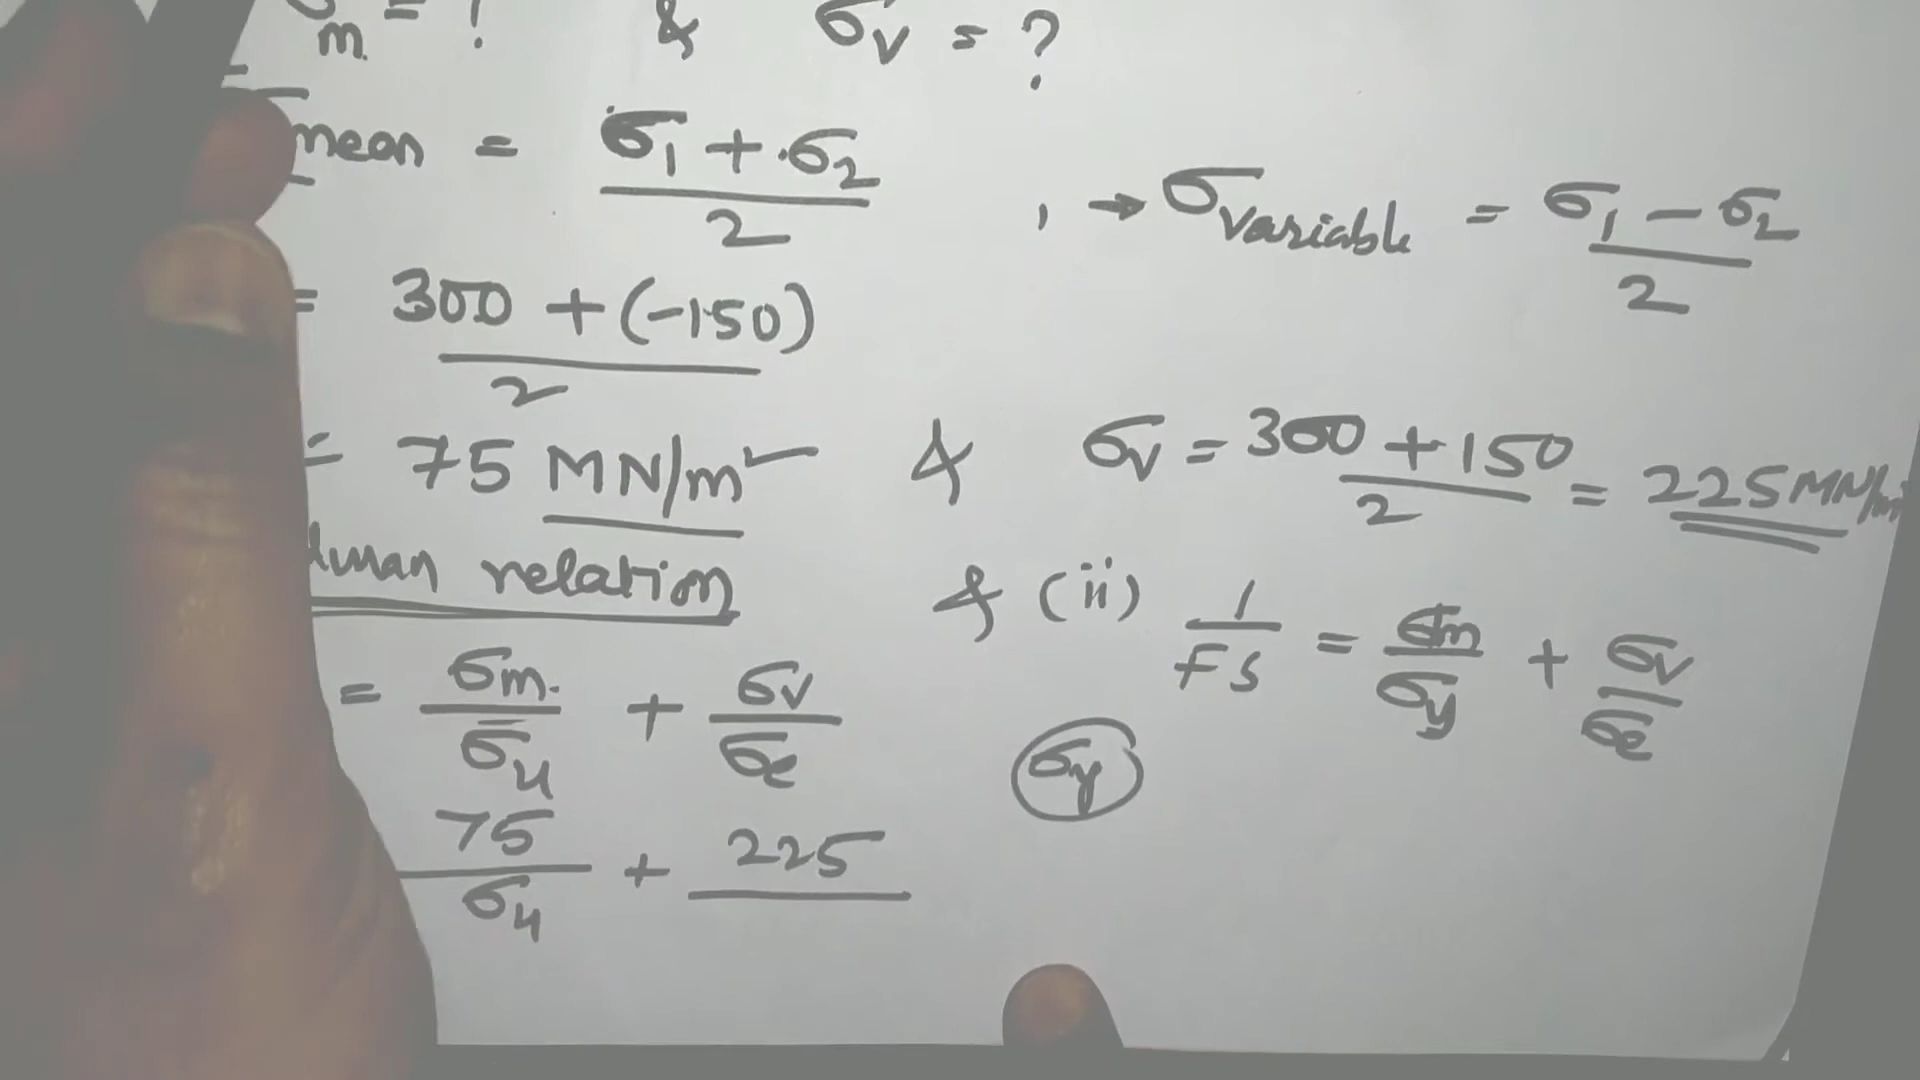 m = ? & σv = ?
mean = σ1 + σ2 / 2 , → σvariable = σ1 - σ2 / 2
= 300 + (-150) / 2
= 75 MN/m² & σv = 300 + 150 / 2 = 225 MN/m²
man relation & (ii) 1/FS = σm/σy + σv/σe
= σm/σu + σv/σe σy
75/σu + 225